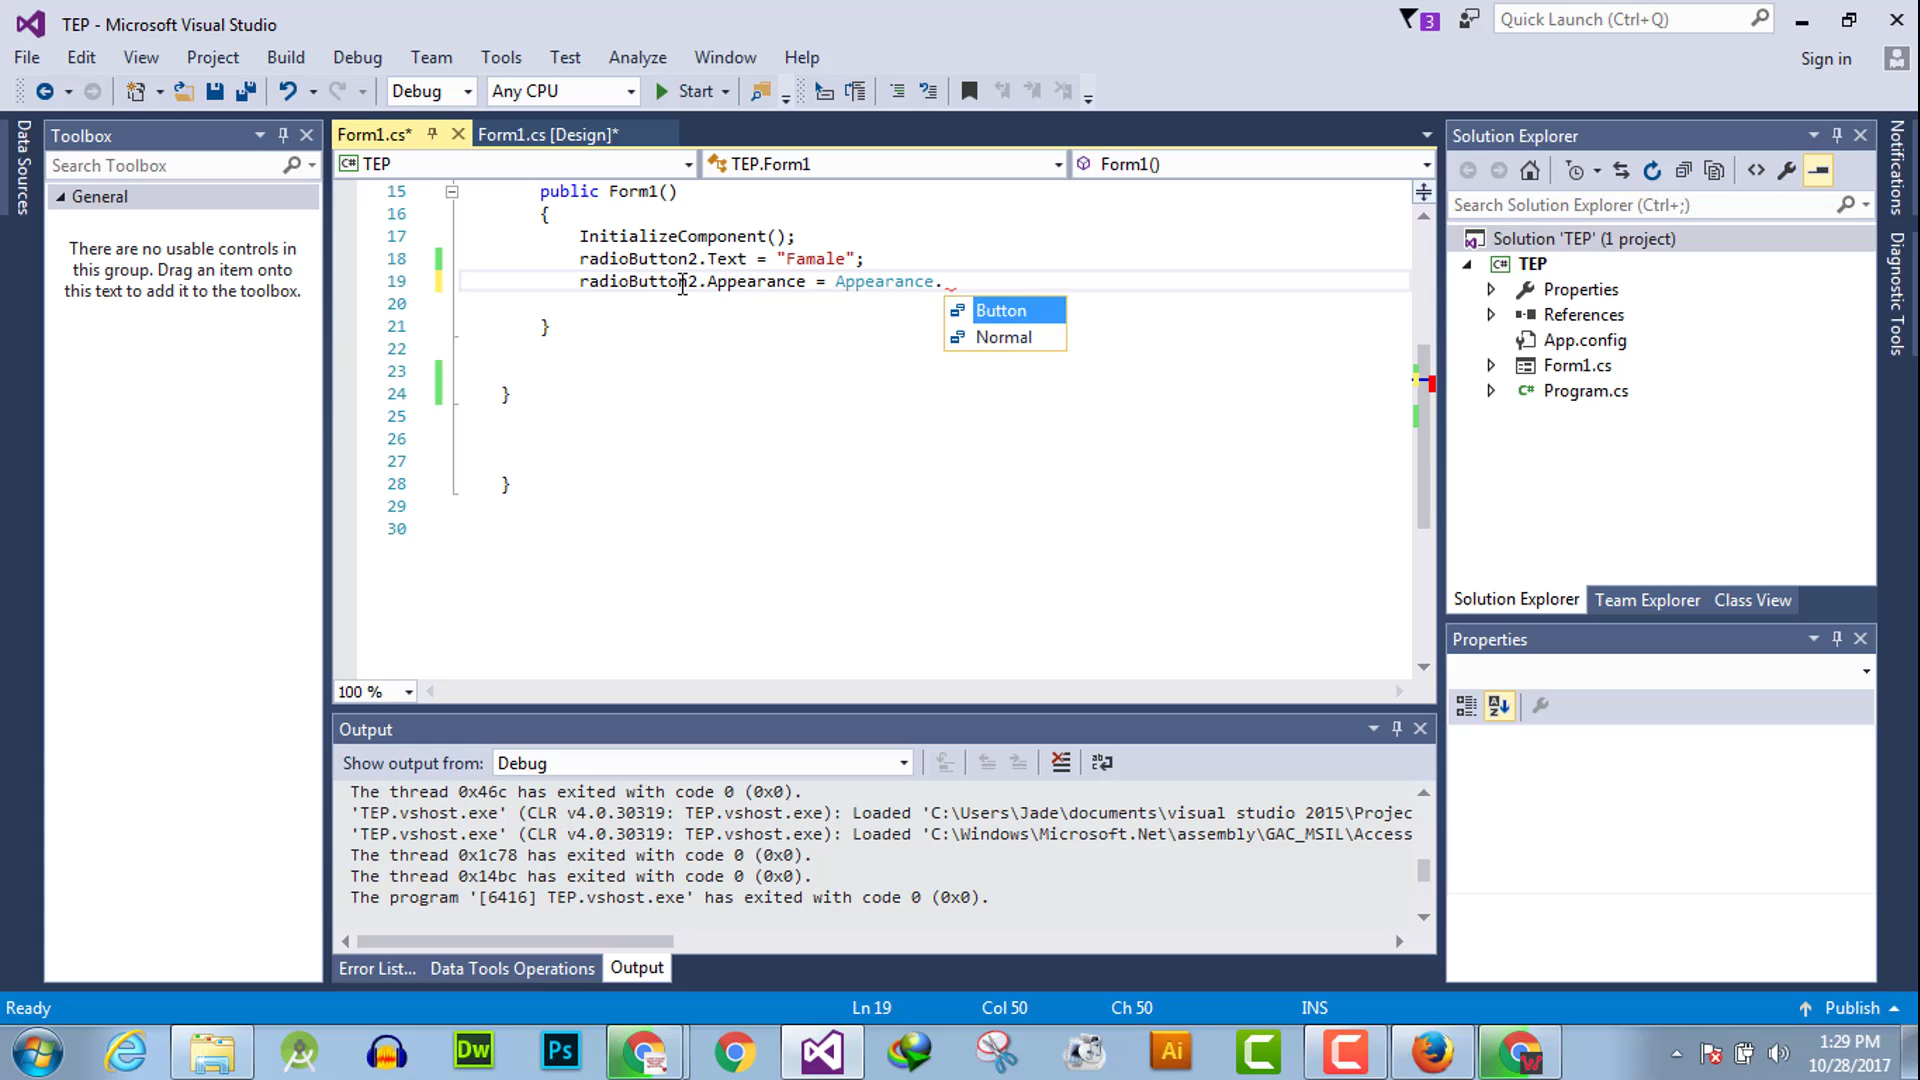 TEP - Microsoft Visual Studio
3
Quick Launch (Ctrl+Q)
File Edit View Project Build Debug Team Tools Test Analyze Window Help
Sign in
Debug Any CPU Start
Data Sources
Toolbox
Search Toolbox
General
There are no usable controls in
this group. Drag an item onto
this text to add it to the toolbox.
Form1.cs* Form1.cs [Design]*
C# TEP TEP.Form1 Form1()
15 public Form1()
16 {
17 InitializeComponent();
18 radioButton2.Text = "Famale";
19 radioButton2.Appearance = Appearance.
20
21 }
22
23
24 }
25
26
27
28 }
29
30
Button
Normal
100 %
Output
Show output from: Debug
The thread 0x46c has exited with code 0 (0x0).
'TEP.vshost.exe' (CLR v4.0.30319: TEP.vshost.exe): Loaded 'C:\Users\Jade\documents\visual studio 2015\Projec
'TEP.vshost.exe' (CLR v4.0.30319: TEP.vshost.exe): Loaded 'C:\Windows\Microsoft.Net\assembly\GAC_MSIL\Access
The thread 0x1c78 has exited with code 0 (0x0).
The thread 0x14bc has exited with code 0 (0x0).
The program '[6416] TEP.vshost.exe' has exited with code 0 (0x0).
Error List... Data Tools Operations Output
Solution Explorer
Search Solution Explorer (Ctrl+;)
Solution 'TEP' (1 project)
C# TEP
Properties
References
App.config
Form1.cs
C# Program.cs
Solution Explorer Team Explorer Class View
Properties
Notifications
Diagnostic Tools
Ready Ln 19 Col 50 Ch 50 INS Publish
Dw Ps Ai
1:29 PM
10/28/2017